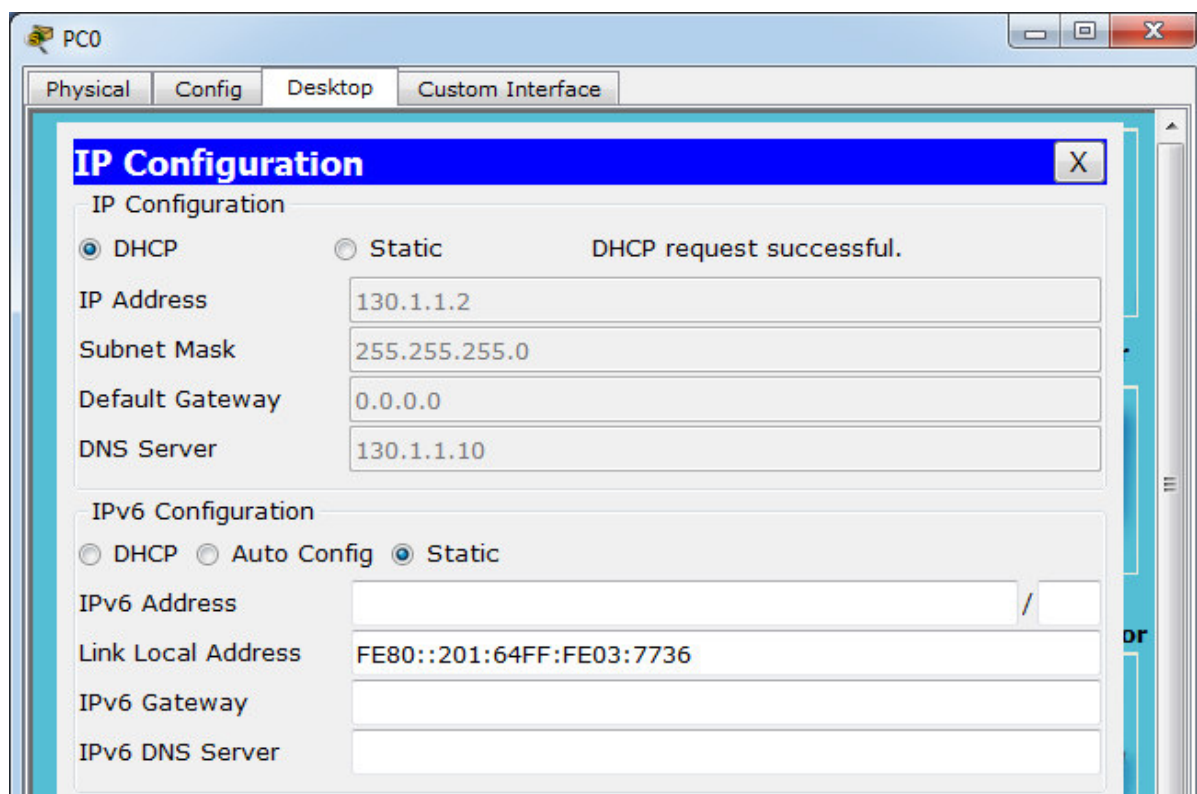 PC0
X
Physical Config Desktop Custom Interface
IP Configuration X
IP Configuration
DHCP Static DHCP request successful.
IP Address 130.1.1.2
Subnet Mask 255.255.255.0
Default Gateway 0.0.0.0
DNS Server 130.1.1.10
IPv6 Configuration
DHCP Auto Config Static
IPv6 Address /
Link Local Address FE80::201:64FF:FE03:7736
IPv6 Gateway
IPv6 DNS Server
or